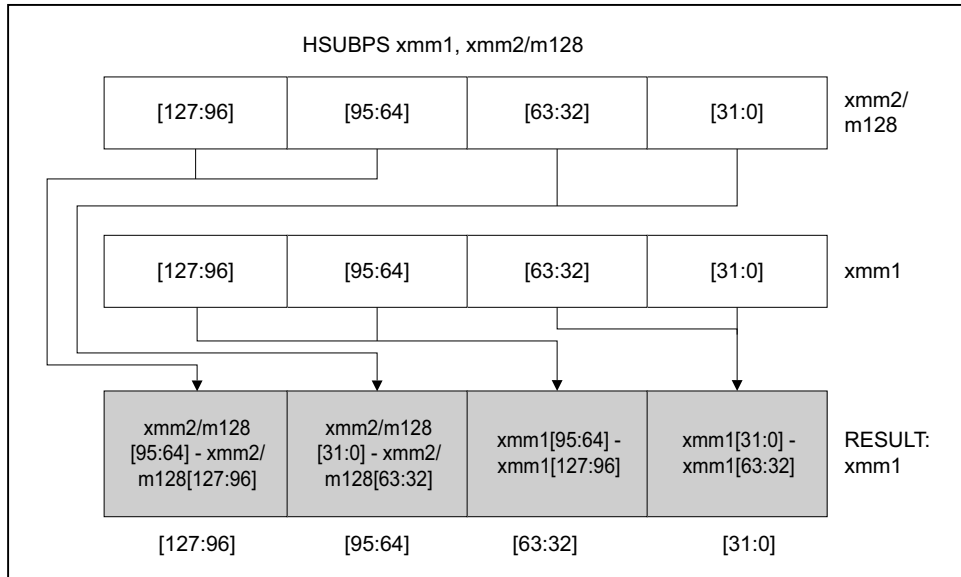 HSUBPS xmm1, xmm2/m128
[127:96] [95:64] [63:32] [31:0]
xmm2/
m128
[127:96] [95:64] [63:32] [31:0]
xmm1
xmm2/m128
[95:64] - xmm2/
m128[127:96]
xmm2/m128
[31:0] - xmm2/
m128[63:32]
xmm1[95:64] -
xmm1[127:96]
xmm1[31:0] -
xmm1[63:32]
RESULT:
xmm1
[127:96] [95:64] [63:32] [31:0]